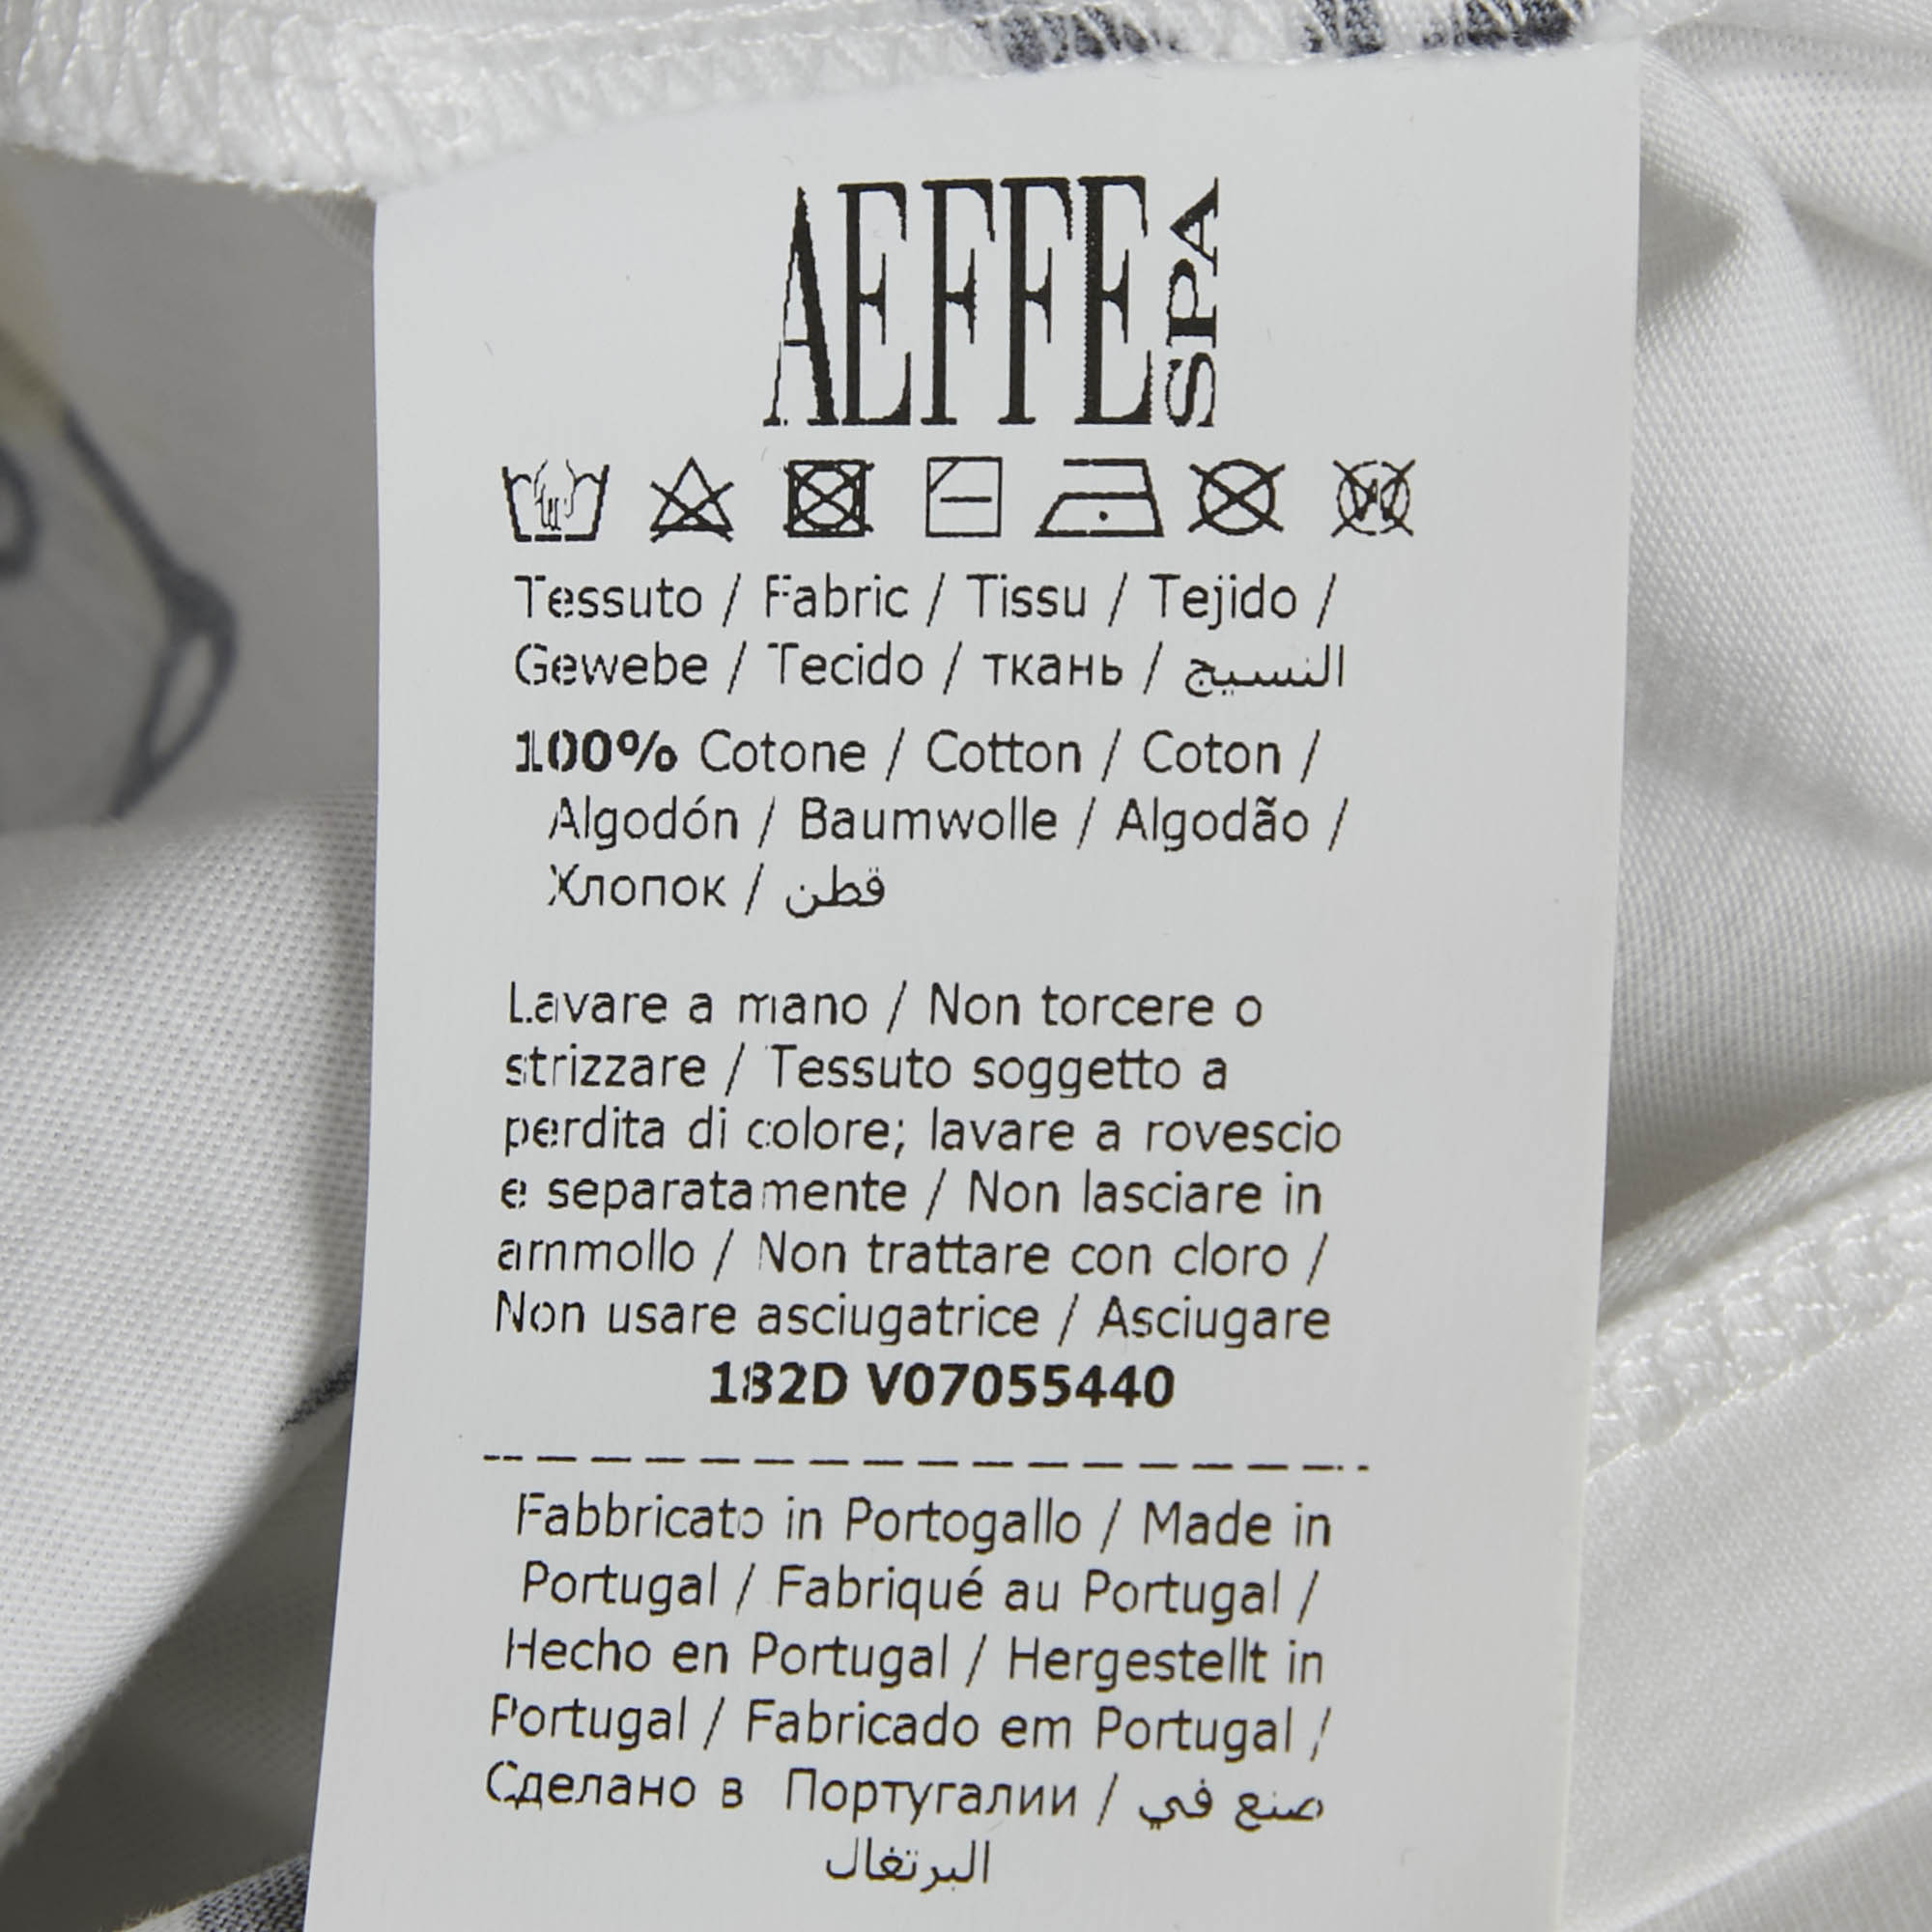 AEFFE SPA
Tessuto / Fabric / Tissu / Tejido /
Gewebe / Tecido / ткань / النسيج
100% Cotone / Cotton / Coton /
Algodón / Baumwolle / Algodão /
Хлопок / قطن
Lavare a mano / Non torcere o
strizzare / Tessuto soggetto a
perdita di colore; lavare a rovescio
e separatamente / Non lasciare in
ammollo / Non trattare con cloro /
Non usare asciugatrice / Asciugare
182D V07055440
Fabbricato in Portogallo / Made in
Portugal / Fabriqué au Portugal /
Hecho en Portugal / Hergestellt in
Portugal / Fabricado em Portugal /
Сделано в Португалии / صنع في
البرتغال